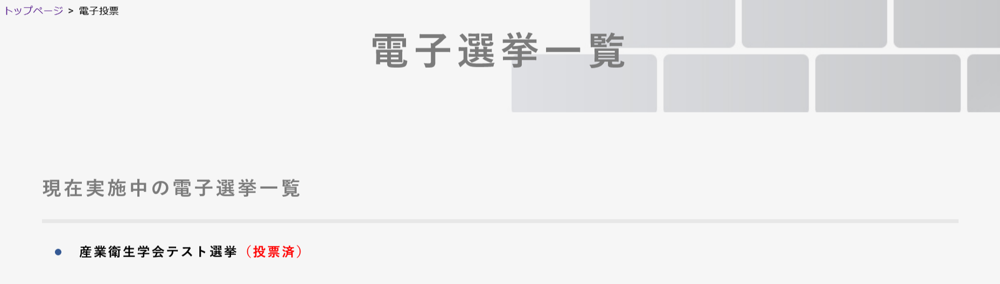 トップページ > 電子投票
電子選挙一覧
現在実施中の電子選挙一覧
産業衛生学会テスト選挙（投票済）